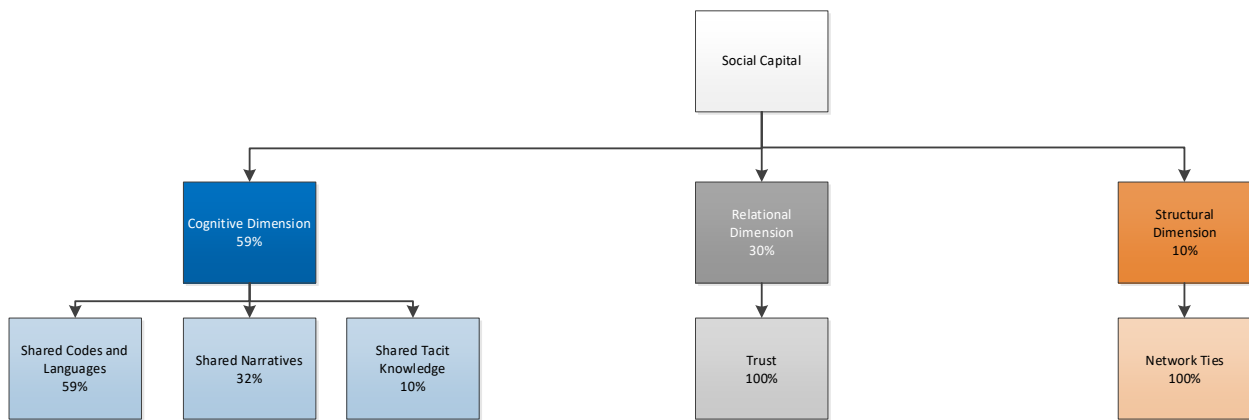 Social Capital
Cognitive Dimension
59%
Relational
Dimension
30%
Structural
Dimension
10%
Shared Codes and
Languages
59%
Shared Narratives
32%
Shared Tacit
Knowledge
10%
Trust
100%
Network Ties
100%